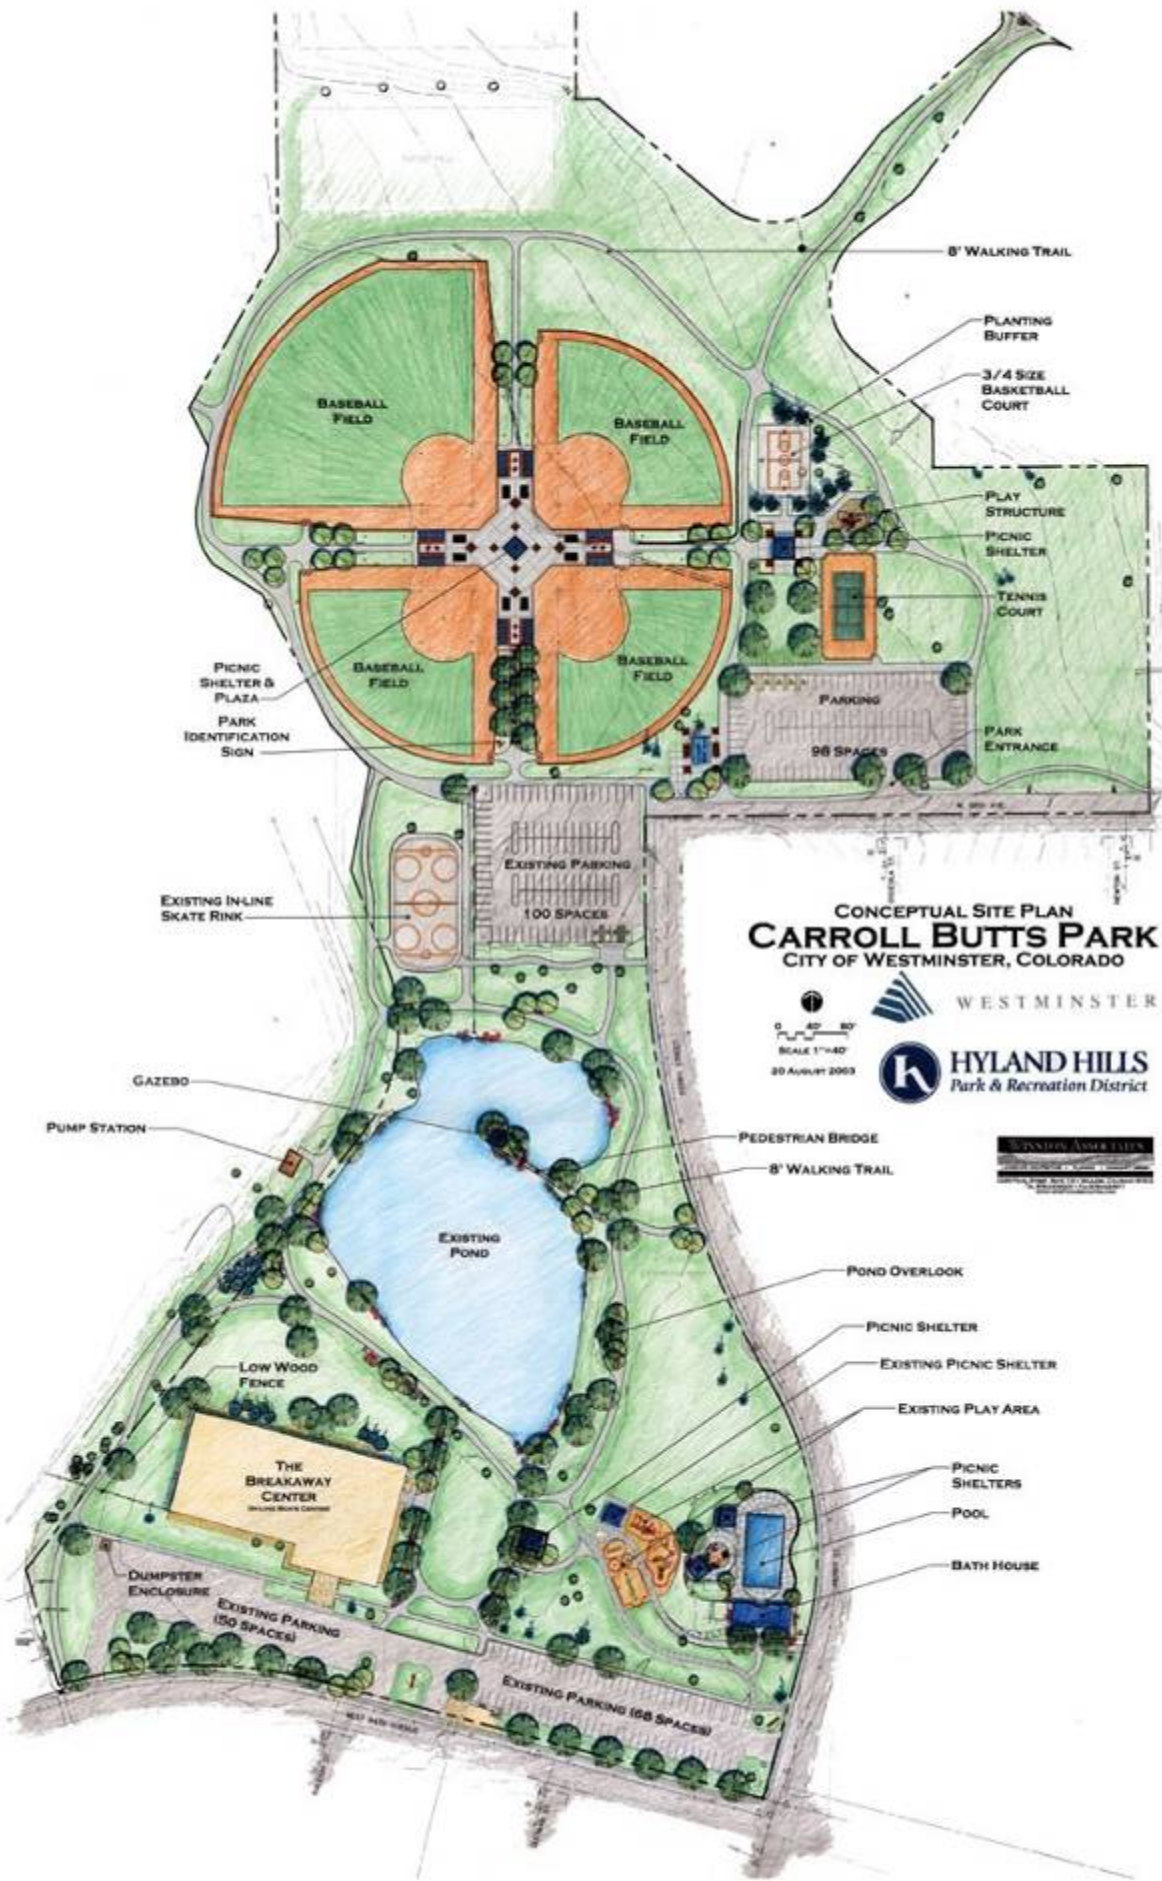 8' WALKING TRAIL
PLANTING
BUFFER
3/4 SIZE
BASKETBALL
COURT
BASEBALL
FIELD
BASEBALL
FIELD
PLAY
STRUCTURE
PICNIC
SHELTER
TENNIS
COURT
BASEBALL
FIELD
BASEBALL
FIELD
PICNIC
SHELTER &
PLAZA
PARK
IDENTIFICATION
SIGN
PARKING
98 SPACES
PARK
ENTRANCE
EXISTING PARKING
100 SPACES
EXISTING IN-LINE
SKATE RINK
CONCEPTUAL SITE PLAN
CARROLL BUTTS PARK
CITY OF WESTMINSTER, COLORADO
WESTMINSTER
0 40' 80'
SCALE 1"=40'
20 AUGUST 2003
h
HYLAND HILLS
Park & Recreation District
WINSTON ASSOCIATES
GAZEBO
PUMP STATION
PEDESTRIAN BRIDGE
8' WALKING TRAIL
EXISTING
POND
POND OVERLOOK
PICNIC SHELTER
EXISTING PICNIC SHELTER
EXISTING PLAY AREA
LOW WOOD
FENCE
THE
BREAKAWAY
CENTER
PICNIC
SHELTERS
POOL
BATH HOUSE
DUMPSTER
ENCLOSURE
EXISTING PARKING
(50 SPACES)
EXISTING PARKING (68 SPACES)